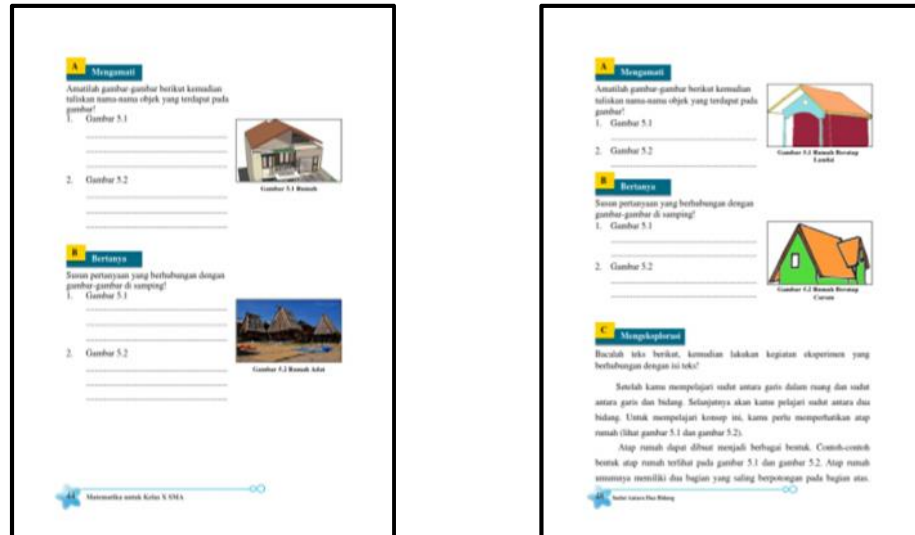 A Mengamati
Amatilah gambar-gambar berikut kemudian
tuliskan nama-nama objek yang terdapat pada
gambar!
1. Gambar 5.1
2. Gambar 5.2
Gambar 5.1 Rumah
B Bertanya
Susun pertanyaan yang berhubungan dengan
gambar-gambar di samping!
1. Gambar 5.1
2. Gambar 5.2
Gambar 5.2 Rumah Adat
44 Matematika untuk Kelas X SMA
A Mengamati
Amatilah gambar-gambar berikut kemudian
tuliskan nama-nama objek yang terdapat pada
gambar!
1. Gambar 5.1
2. Gambar 5.2
Gambar 5.1 Rumah Beratap
Landai
B Bertanya
Susun pertanyaan yang berhubungan dengan
gambar-gambar di samping!
1. Gambar 5.1
2. Gambar 5.2
Gambar 5.2 Rumah Beratap
Curam
C Mengeksplorasi
Bacalah teks berikut, kemudian lakukan kegiatan eksperimen yang
berhubungan dengan isi teks!
Setelah kamu mempelajari sudut antara garis dalam ruang dan sudut
antara garis dan bidang. Selanjutnya akan kamu pelajari sudut antara dua
bidang. Untuk mempelajari konsep ini, kamu perlu memperhatikan atap
rumah (lihat gambar 5.1 dan gambar 5.2).
Atap rumah dapat dibuat menjadi berbagai bentuk. Contoh-contoh
bentuk atap rumah terlihat pada gambar 5.1 dan gambar 5.2. Atap rumah
umumnya memiliki dua bagian yang saling berpotongan pada bagian atas.
Sudut Antara Dua Bidang